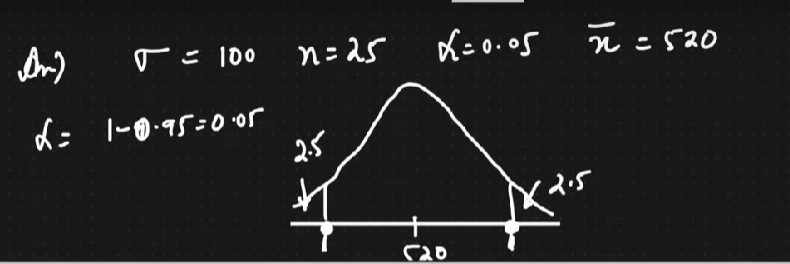 Ans) σ = 100 n = 25 α = 0.05 x̄ = 520
α = 1-0.95=0.05
2.5
2.5
520